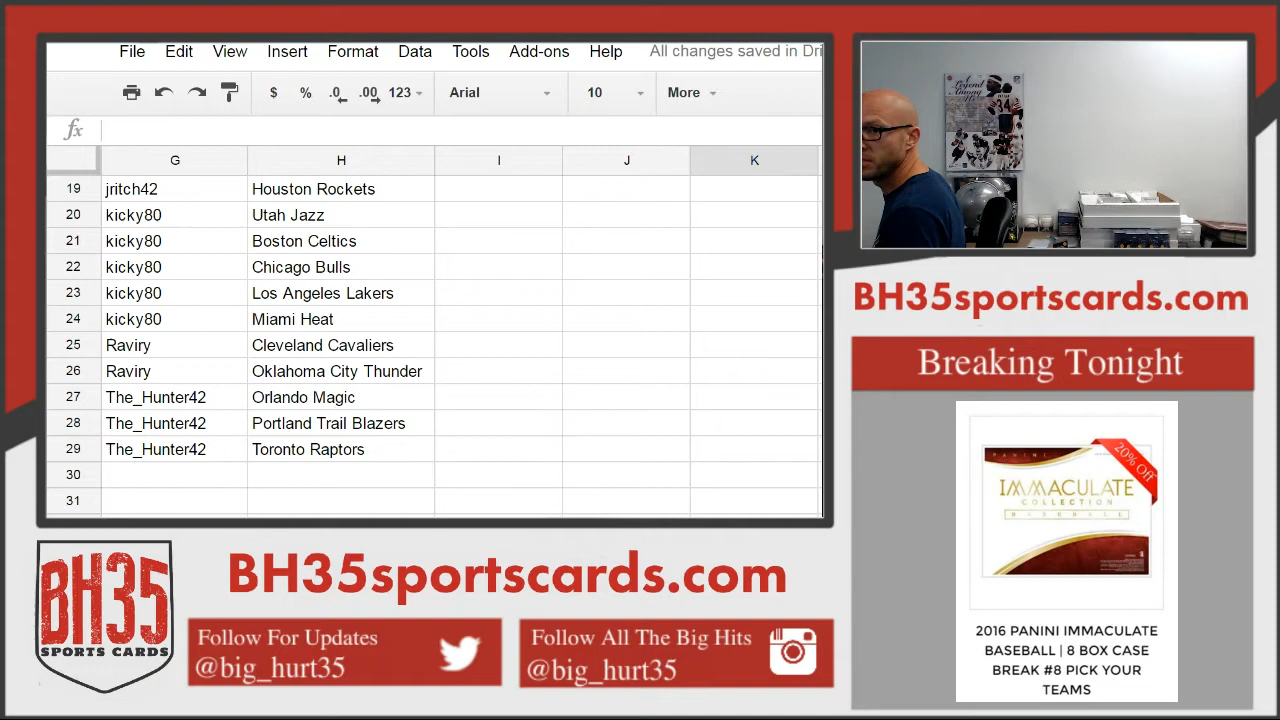 File Edit View Insert Format Data Tools Add-ons Help All changes saved in Dri
$ % .0 .00 123 Arial 10 More
fx
G H I J K
19 jritch42 Houston Rockets
20 kicky80 Utah Jazz
21 kicky80 Boston Celtics
22 kicky80 Chicago Bulls
23 kicky80 Los Angeles Lakers
24 kicky80 Miami Heat
25 Raviry Cleveland Cavaliers
26 Raviry Oklahoma City Thunder
27 The_Hunter42 Orlando Magic
28 The_Hunter42 Portland Trail Blazers
29 The_Hunter42 Toronto Raptors
30
31
Legend
Among
34
BH35sportscards.com
Breaking Tonight
20% Off
PANINI
IMMACULATE
COLLECTION
BASEBALL
2016 PANINI IMMACULATE
BASEBALL | 8 BOX CASE
BREAK #8 PICK YOUR
TEAMS
BH35
SPORTS CARDS
BH35sportscards.com
Follow For Updates
@big_hurt35
Follow All The Big Hits
@big_hurt35